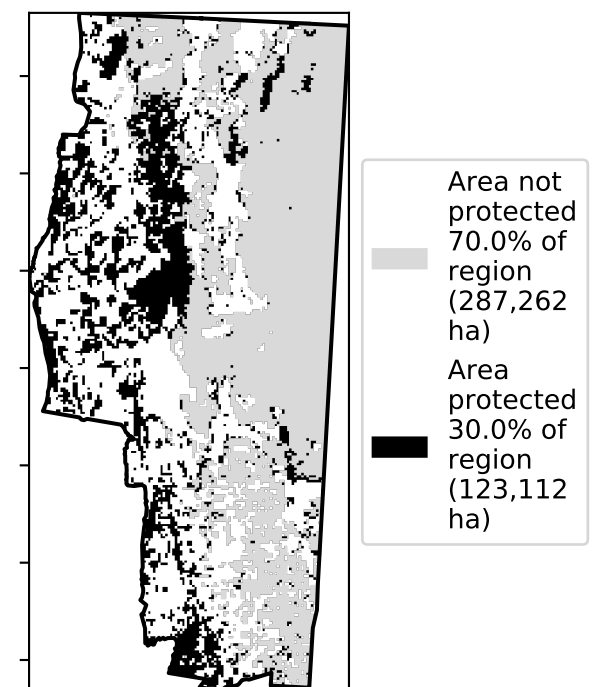 Area not
protected
70.0% of
region
(287,262
ha)
Area
protected
30.0% of
region
(123,112
ha)